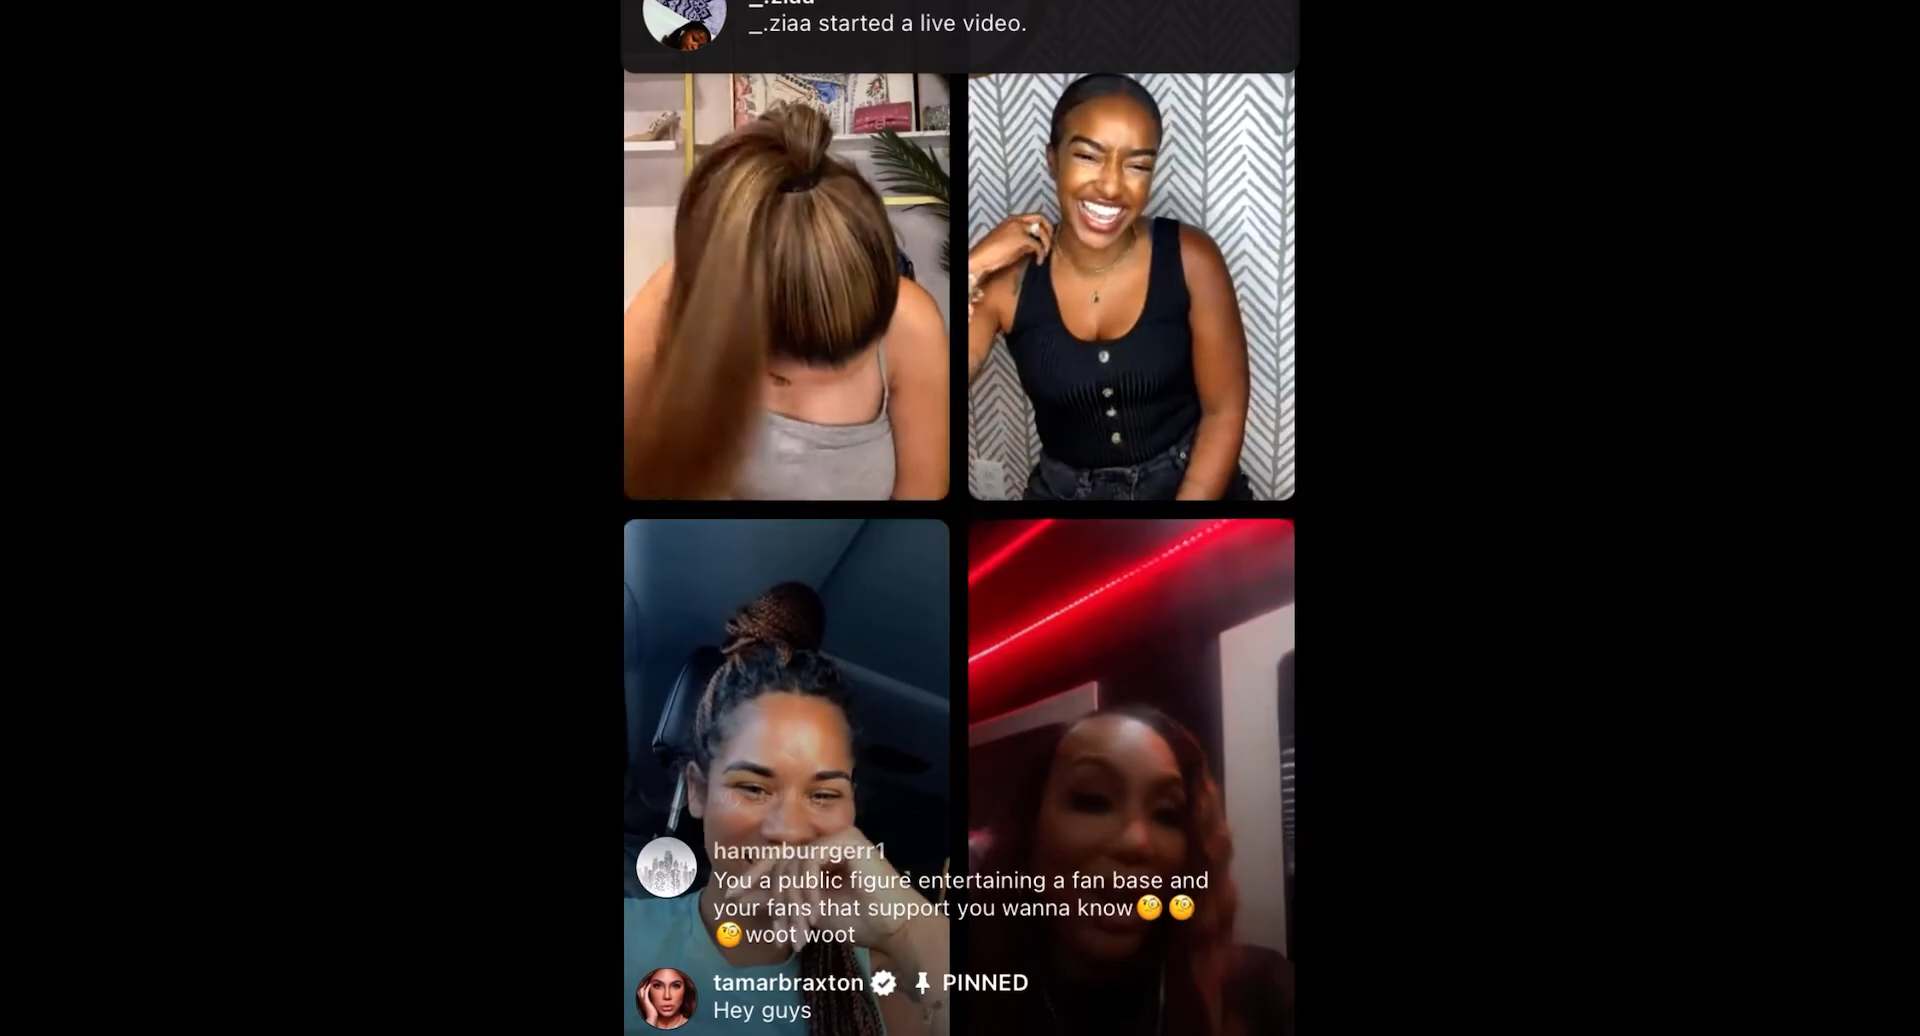 _.ziaa
_.ziaa started a live video.
hammburrgerr1
You a public figure entertaining a fan base and
your fans that support you wanna know🧐 🧐
🧐woot woot
tamarbraxton PINNED
Hey guys